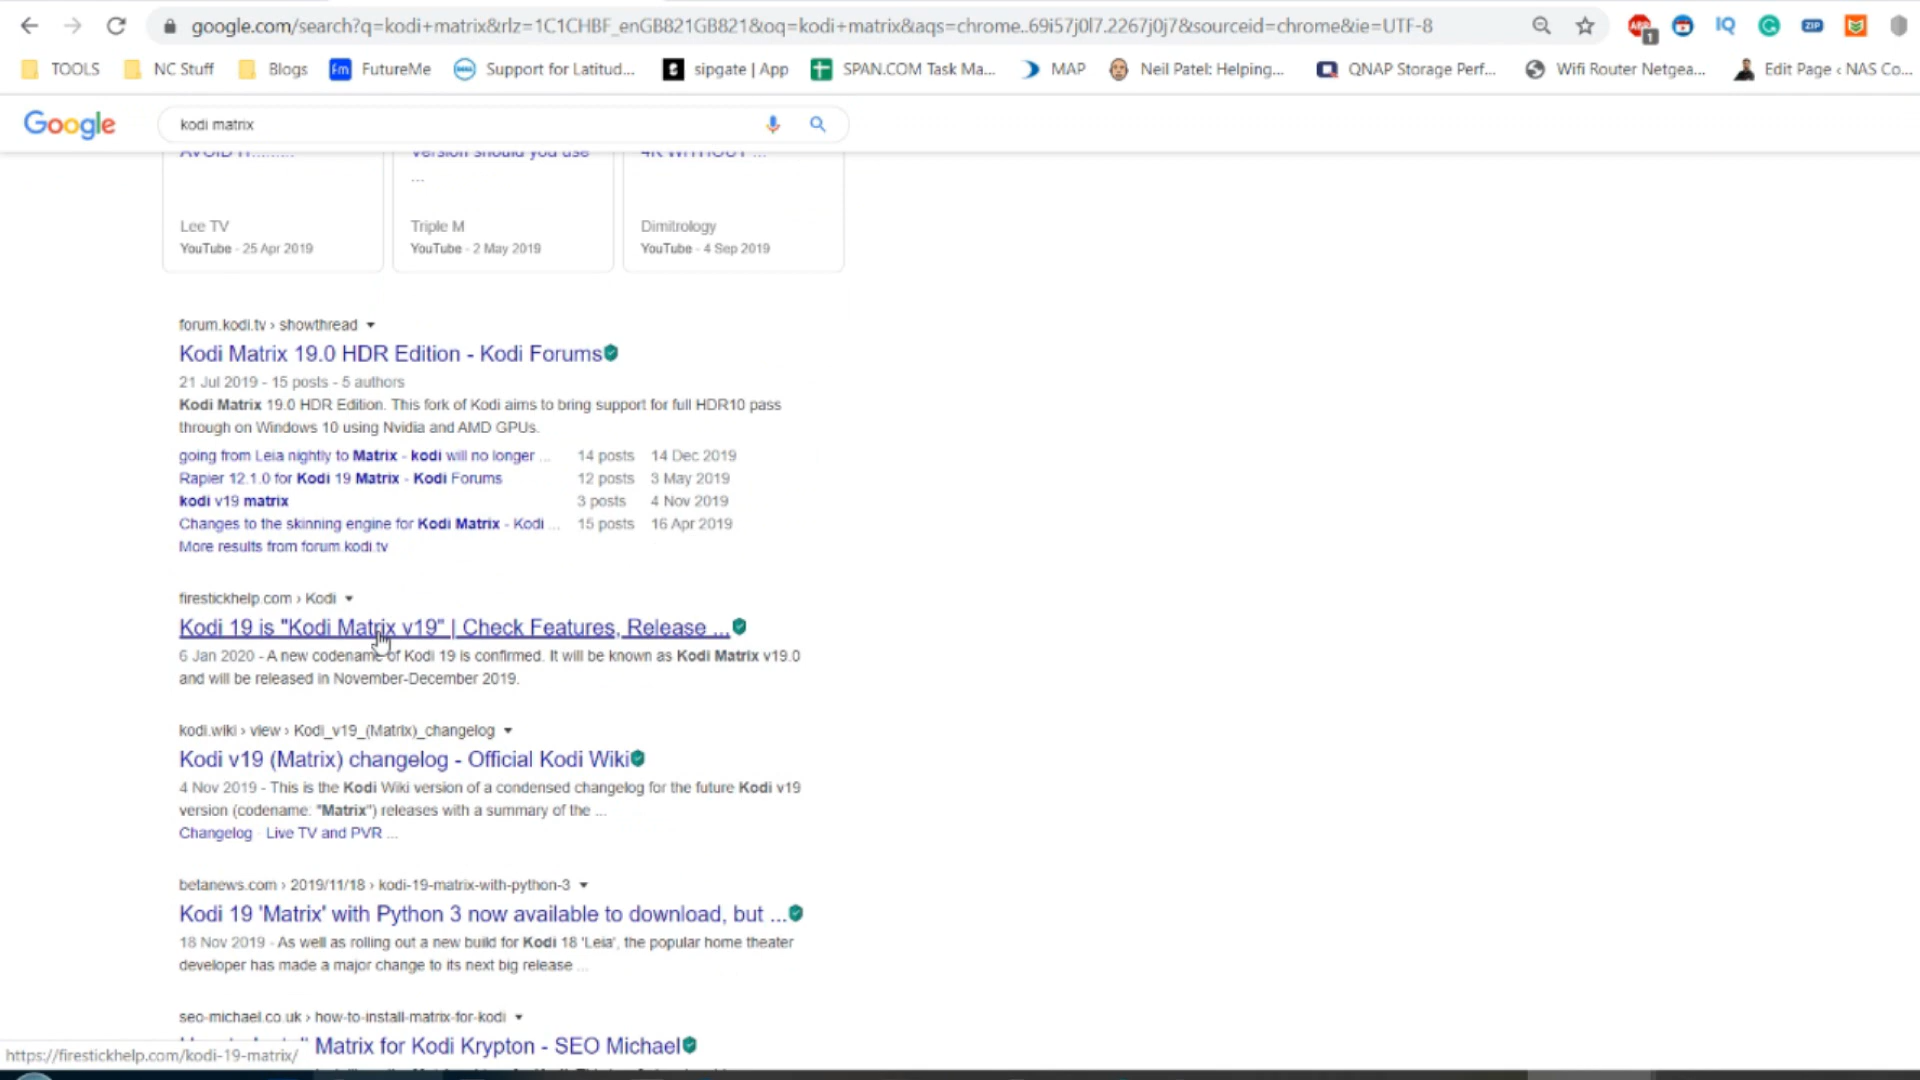 google.com/search?q=kodi+matrix&rlz=1C1CHBF_enGB821GB821&oq=kodi+matrix&aqs=chrome..69i57j0l7.2267j0j7&sourceid=chrome&ie=UTF-8
ABP 1 IQ ZIP
TOOLS NC Stuff Blogs Fm FutureMe DELL Support for Latitud... sipgate | App SPAN.COM Task Ma... MAP Neil Patel: Helping... QNAP Storage Perf... Wifi Router Netgea... Edit Page ‹ NAS Co...
Google kodi matrix
AVOID IT......... version should you use 4K WITHOUT ...
...
Lee TV Triple M Dimitrology
YouTube - 25 Apr 2019 YouTube - 2 May 2019 YouTube - 4 Sep 2019
forum.kodi.tv › showthread
Kodi Matrix 19.0 HDR Edition - Kodi Forums
21 Jul 2019 - 15 posts - 5 authors
Kodi Matrix 19.0 HDR Edition. This fork of Kodi aims to bring support for full HDR10 pass
through on Windows 10 using Nvidia and AMD GPUs.
going from Leia nightly to Matrix - kodi will no longer ... 14 posts 14 Dec 2019
Rapier 12.1.0 for Kodi 19 Matrix - Kodi Forums 12 posts 3 May 2019
kodi v19 matrix 3 posts 4 Nov 2019
Changes to the skinning engine for Kodi Matrix - Kodi ... 15 posts 16 Apr 2019
More results from forum.kodi.tv
firestickhelp.com › Kodi
Kodi 19 is "Kodi Matrix v19" | Check Features, Release ...
6 Jan 2020 - A new codename of Kodi 19 is confirmed. It will be known as Kodi Matrix v19.0
and will be released in November-December 2019.
kodi.wiki › view › Kodi_v19_(Matrix)_changelog
Kodi v19 (Matrix) changelog - Official Kodi Wiki
4 Nov 2019 - This is the Kodi Wiki version of a condensed changelog for the future Kodi v19
version (codename: "Matrix") releases with a summary of the ...
Changelog · Live TV and PVR ...
betanews.com › 2019/11/18 › kodi-19-matrix-with-python-3
Kodi 19 'Matrix' with Python 3 now available to download, but ...
18 Nov 2019 - As well as rolling out a new build for Kodi 18 'Leia', the popular home theater
developer has made a major change to its next big release ...
seo-michael.co.uk › how-to-install-matrix-for-kodi
Matrix for Kodi Krypton - SEO Michael
https://firestickhelp.com/kodi-19-matrix/